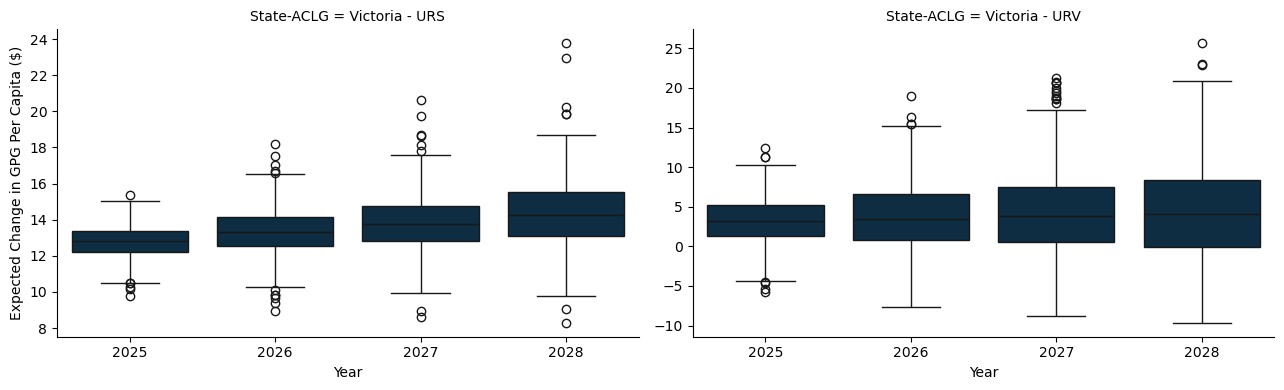 State-ACLG = Victoria - URS
Expected Change in GPG Per Capita ($)
24
22
20
18
16
14
12
10
8
2025 2026 2027 2028
Year
State-ACLG = Victoria - URV
25
20
15
10
5
0
−5
−10
2025 2026 2027 2028
Year